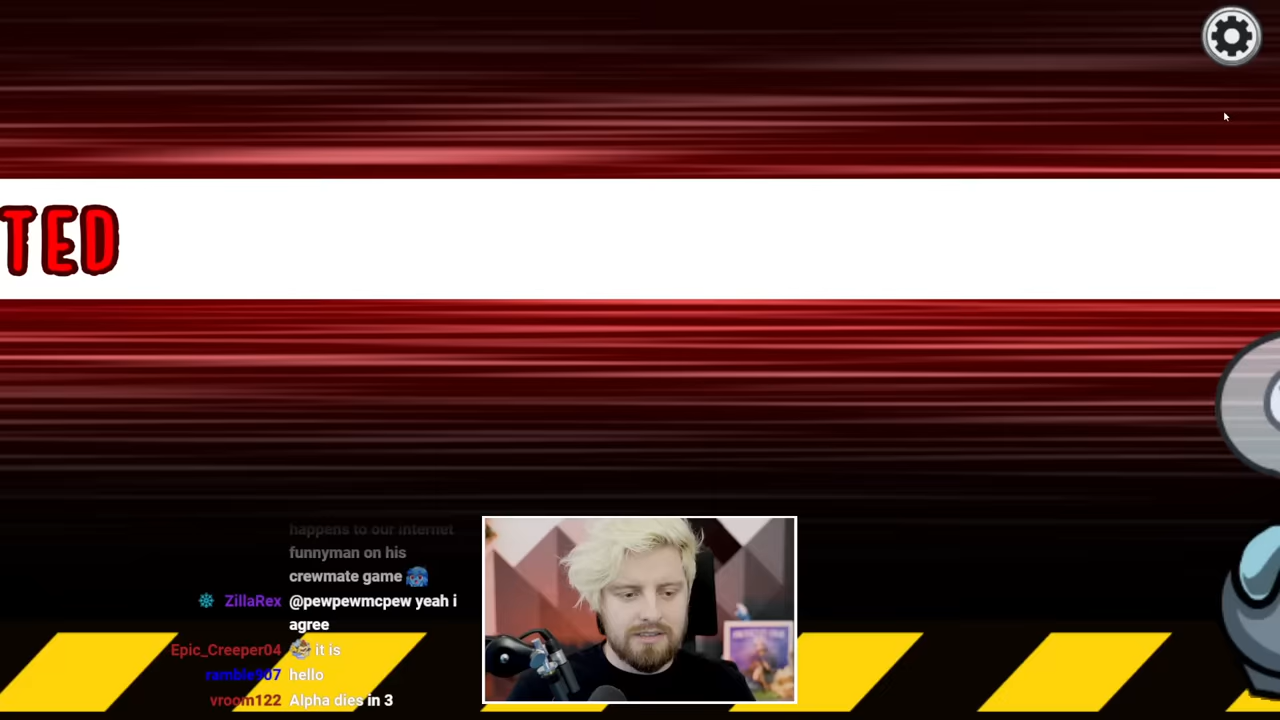 TED
happens to our internet
funnyman on his
crewmate game
ZillaRex @pewpewmcpew yeah i
agree
Epic_Creeper04 it is
ramble907 hello
vroom122 Alpha dies in 3